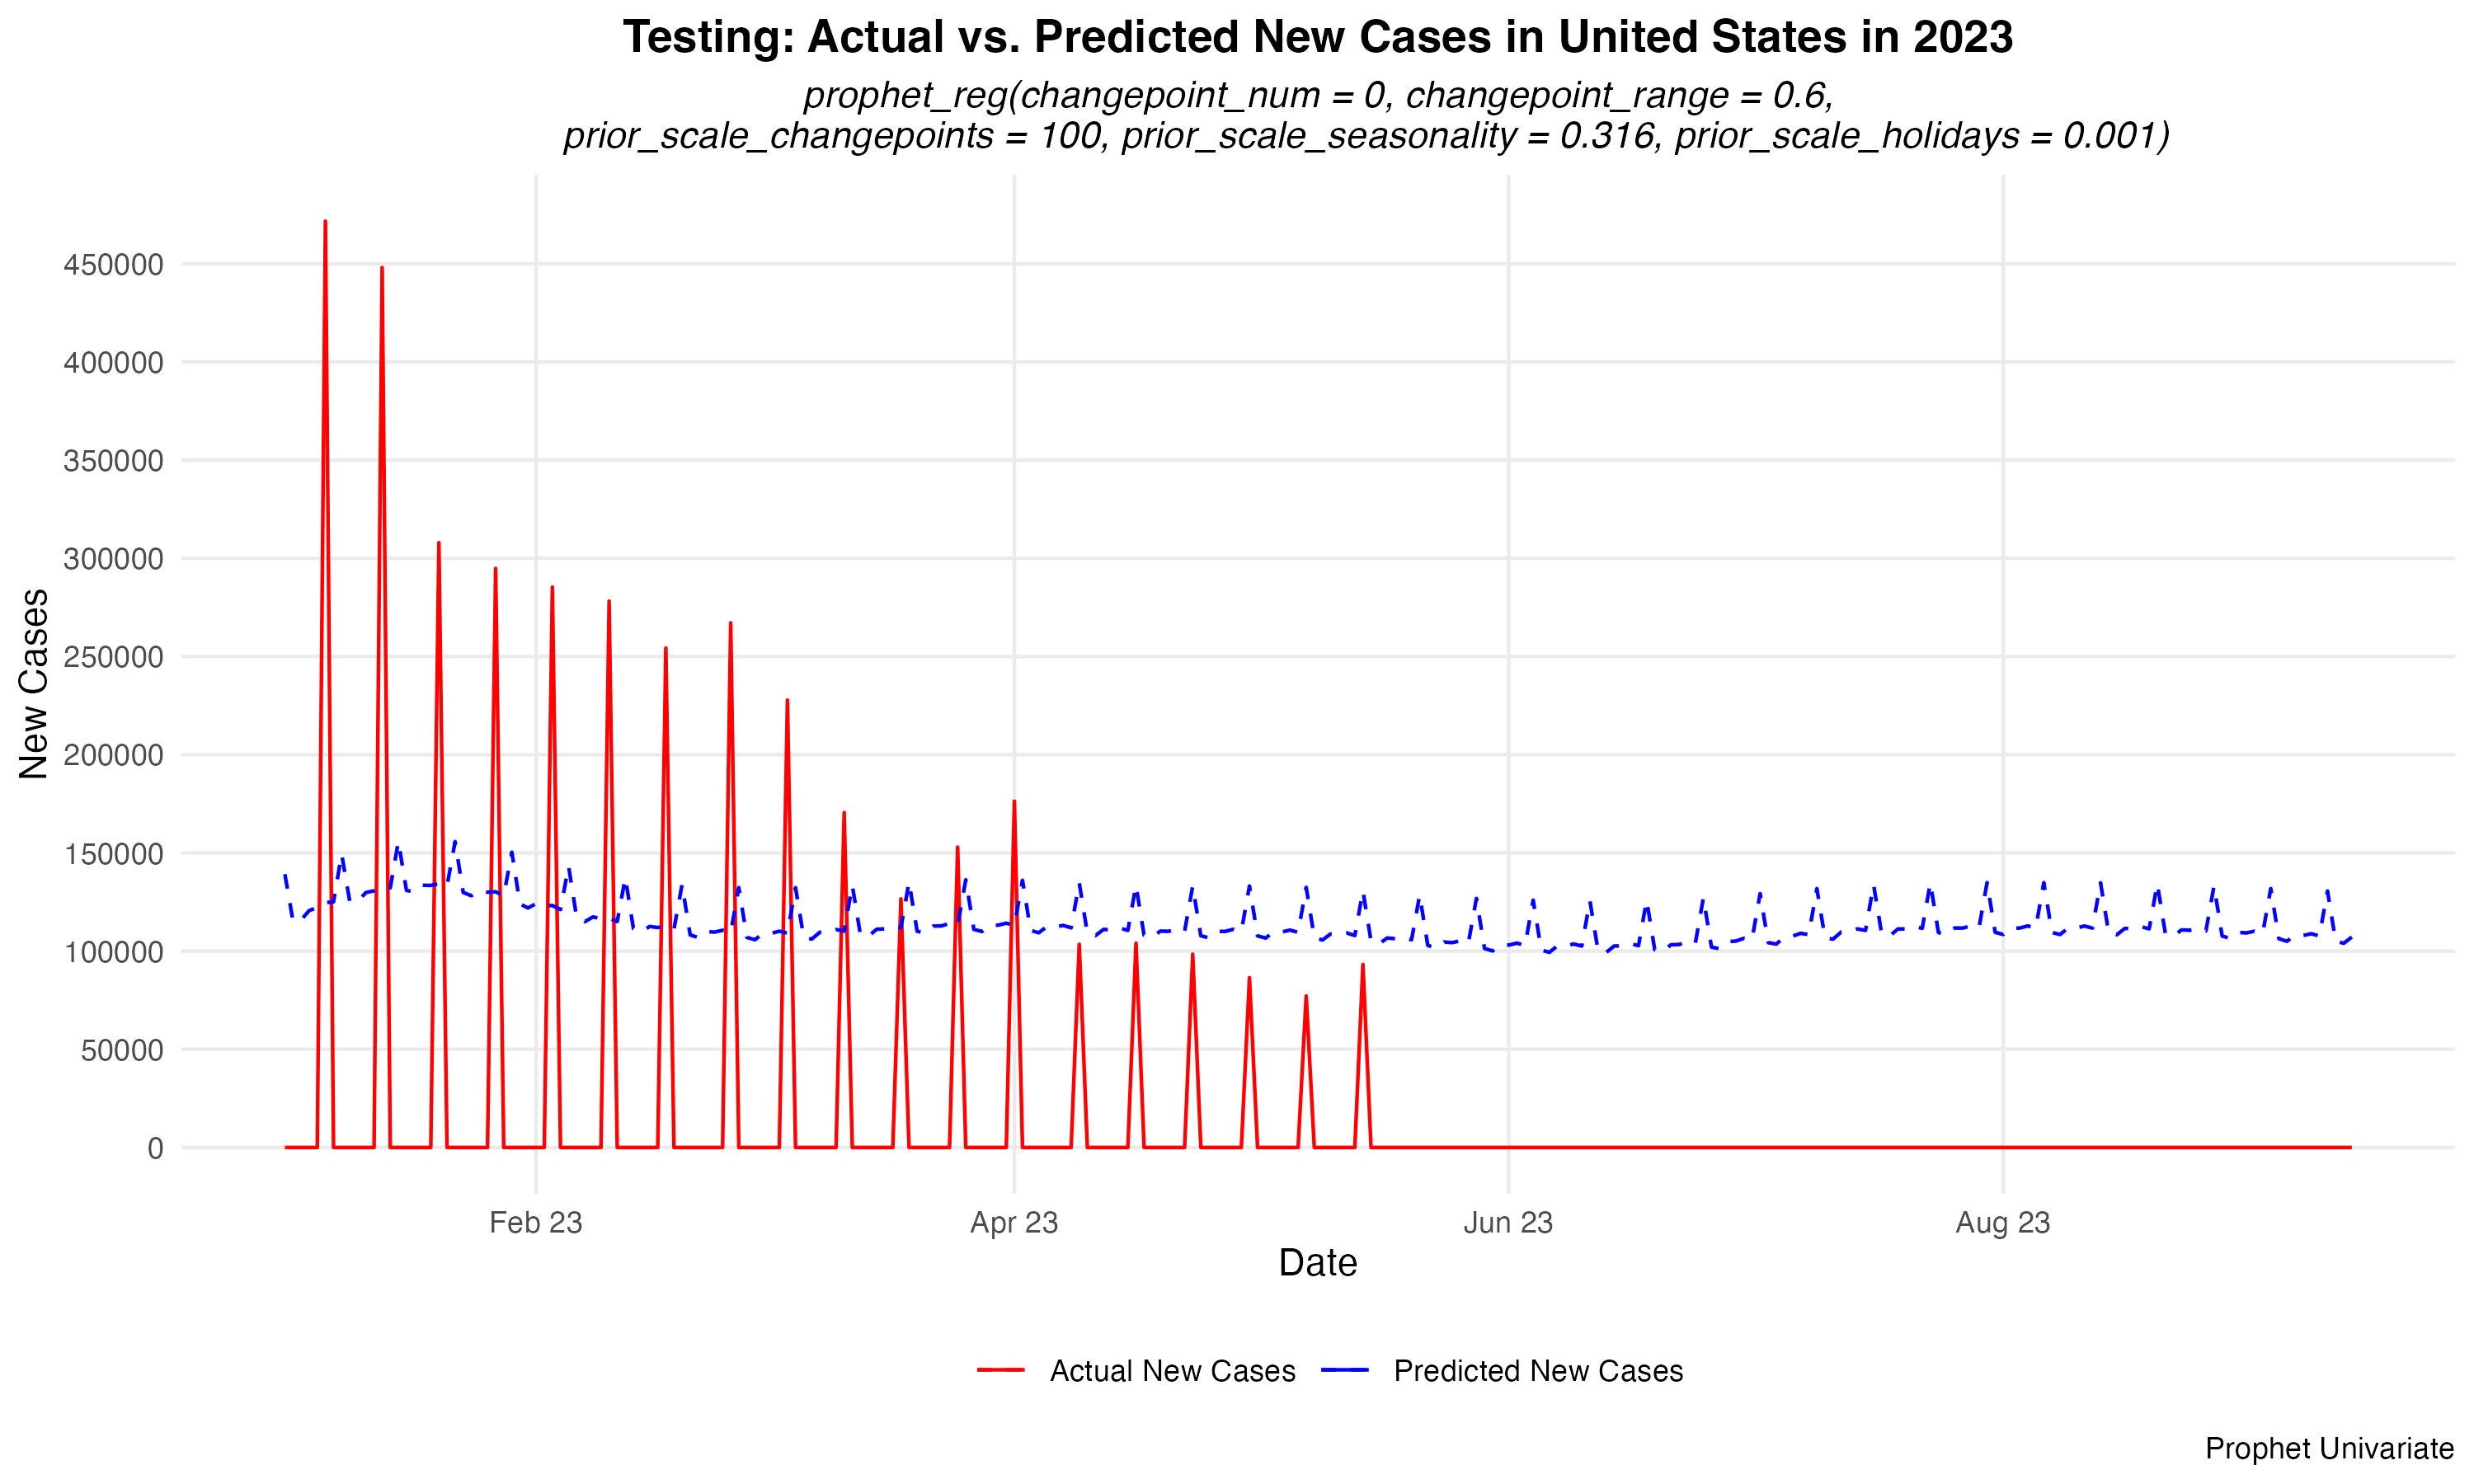 Testing: Actual vs. Predicted New Cases in United States in 2023
prophet_reg(changepoint_num = 0, changepoint_range = 0.6,
prior_scale_changepoints = 100, prior_scale_seasonality = 0.316, prior_scale_holidays = 0.001)
New Cases
450000
400000
350000
300000
250000
200000
150000
100000
50000
0
Feb 23
Apr 23
Jun 23
Aug 23
Date
Actual New Cases
Predicted New Cases
Prophet Univariate